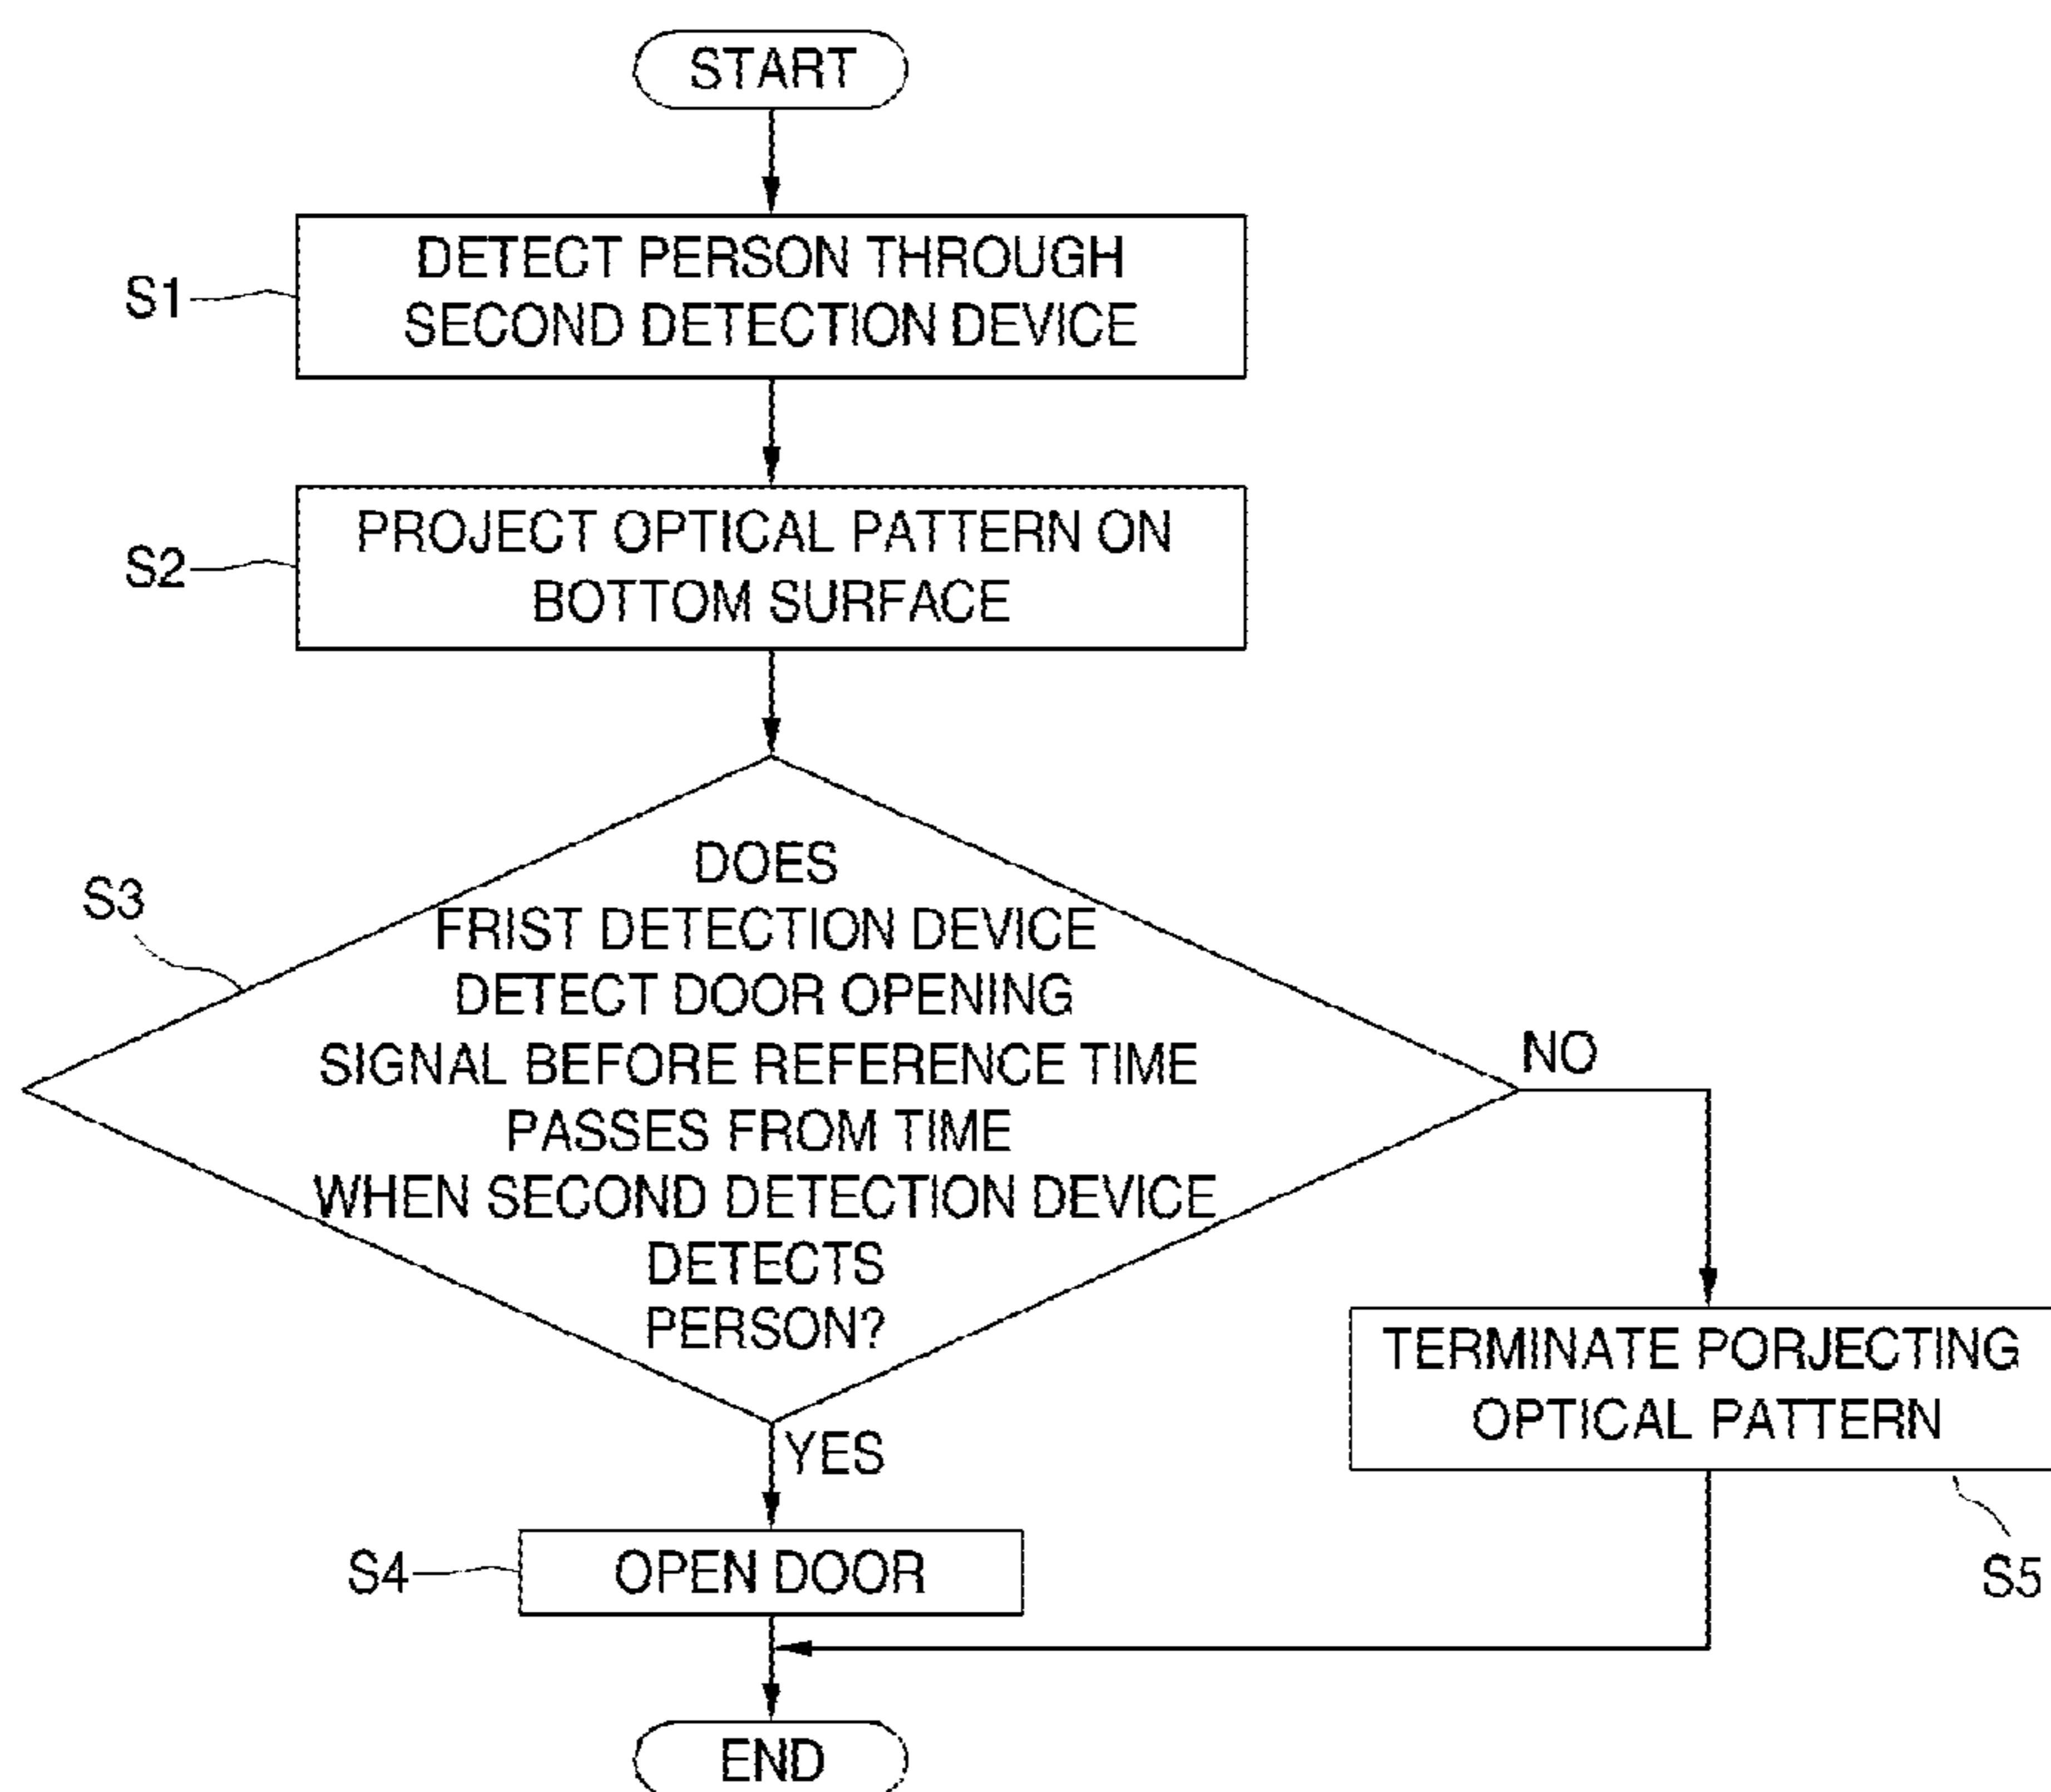 START
S1
DETECT PERSON THROUGH
SECOND DETECTION DEVICE
S2
PROJECT OPTICAL PATTERN ON
BOTTOM SURFACE
S3
DOES
FRIST DETECTION DEVICE
DETECT DOOR OPENING
SIGNAL BEFORE REFERENCE TIME
PASSES FROM TIME
WHEN SECOND DETECTION DEVICE
DETECTS
PERSON?
NO
YES
TERMINATE PORJECTING
OPTICAL PATTERN
S5
S4
OPEN DOOR
END